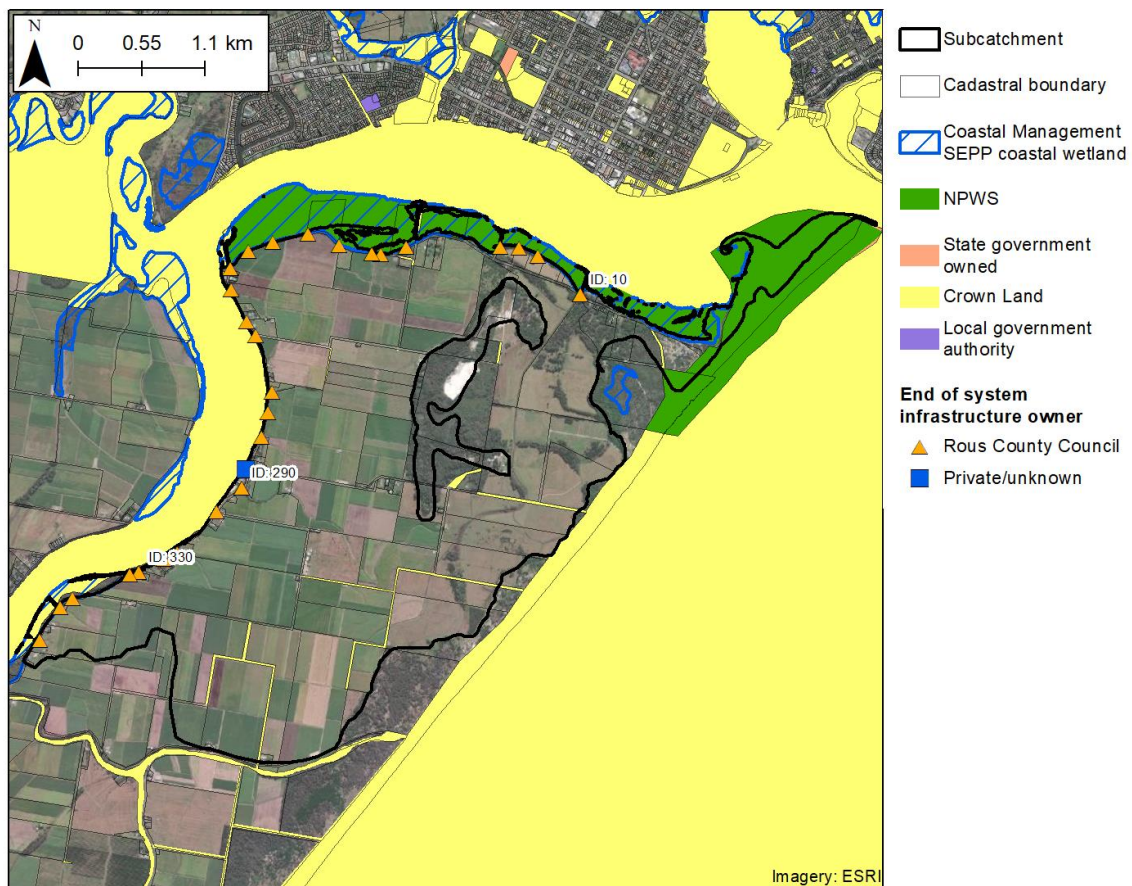 N
0 0.55 1.1 km
ID: 10
ID: 290
ID: 330
Imagery: ESRI
Subcatchment
Cadastral boundary
Coastal Management
SEPP coastal wetland
NPWS
State government
owned
Crown Land
Local government
authority
End of system
infrastructure owner
Rous County Council
Private/unknown